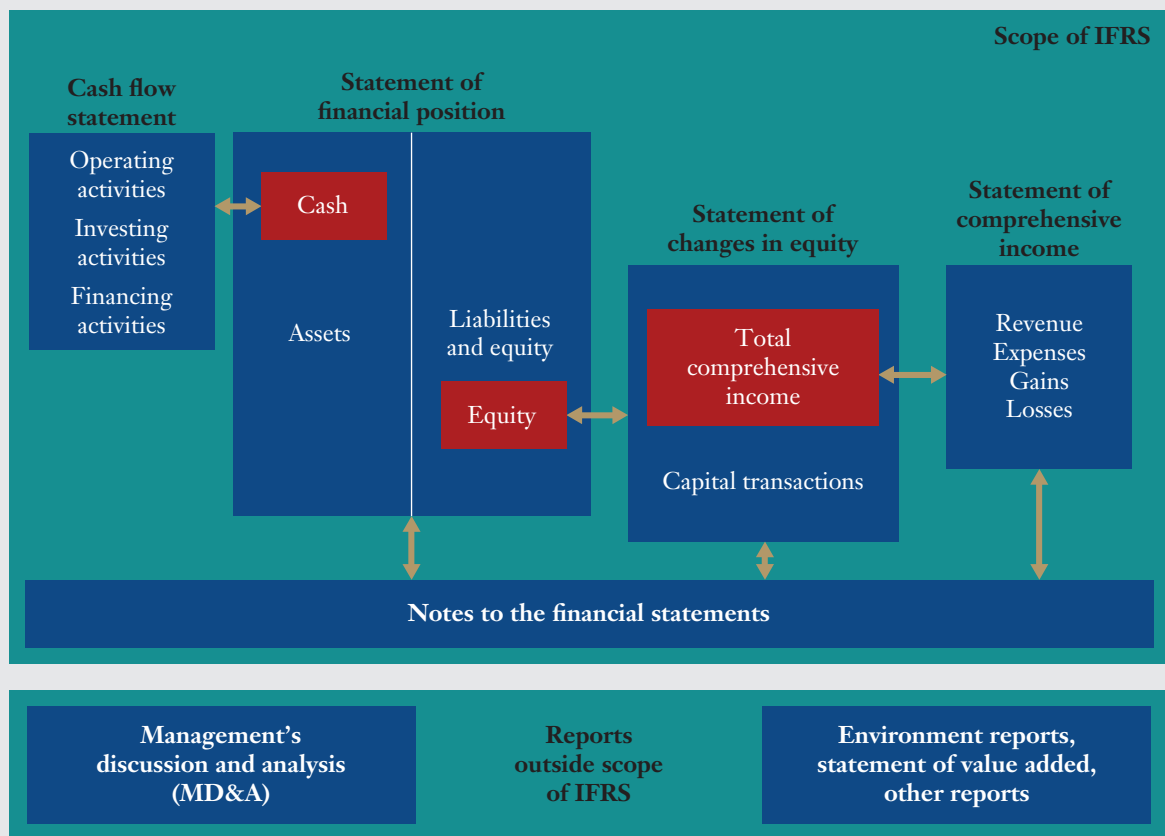 Scope of IFRS
Cash flow
statement
Operating
activities
Investing
activities
Financing
activities
Statement of
financial position
Cash
Assets
Liabilities
and equity
Equity
Statement of
changes in equity
Total
comprehensive
income
Capital transactions
Statement of
comprehensive
income
Revenue
Expenses
Gains
Losses
Notes to the financial statements
Management’s
discussion and analysis
(MD&A)
Reports
outside scope
of IFRS
Environment reports,
statement of value added,
other reports